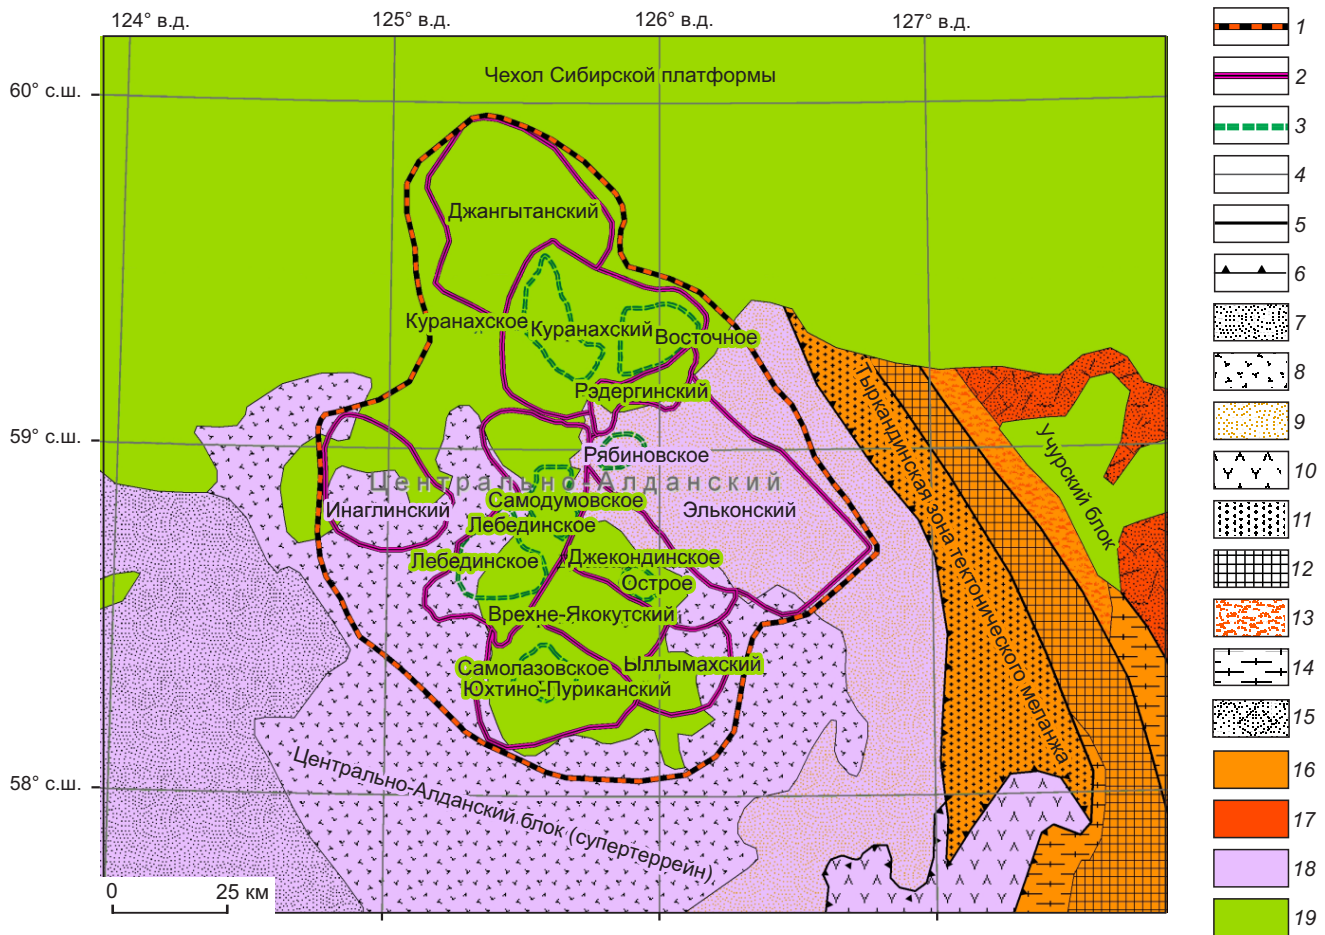 124° в.д.
125° в.д.
126° в.д.
127° в.д.
60° с.ш.
59° с.ш.
58° с.ш.
Чехол Сибирской платформы
Джангытанский
Куранахское
Куранахский
Восточное
Рэдергинский
Рябиновское
Центрально-Алданский
Самодумовское
Инаглинский
Эльконский
Лебединское
Лебединское
Джекондинское
Острое
Врехне-Якокутский
Самолазовское
Ыллымахский
Юхтино-Пуриканский
Тыркандинская зона тектонического меланжа
Учурский блок
Центрально-Алданский блок (супертеррейн)
0 25 км
1
2
3
4
5
6
7
8
9
10
11
12
13
14
15
16
17
18
19